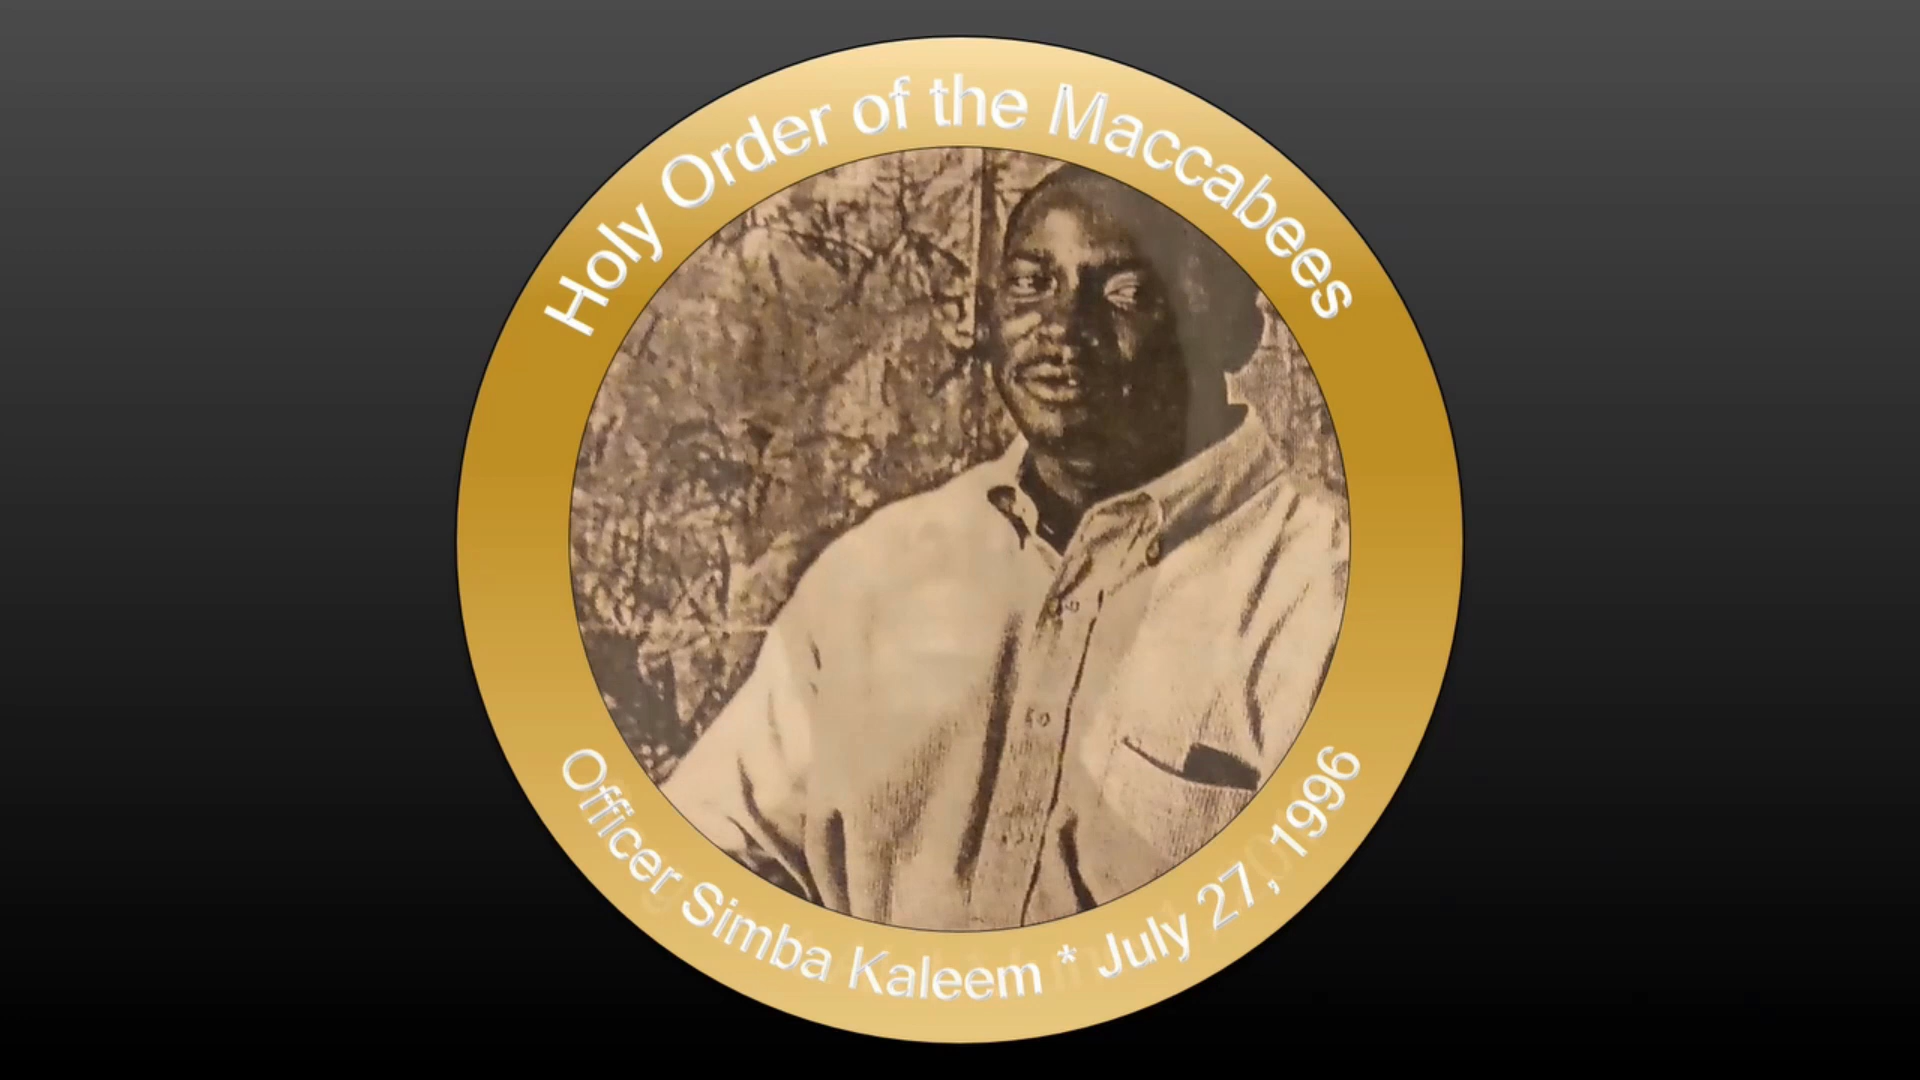 Holy Order of the Maccabees
Officer Simba Kaleem * July 27, 1996